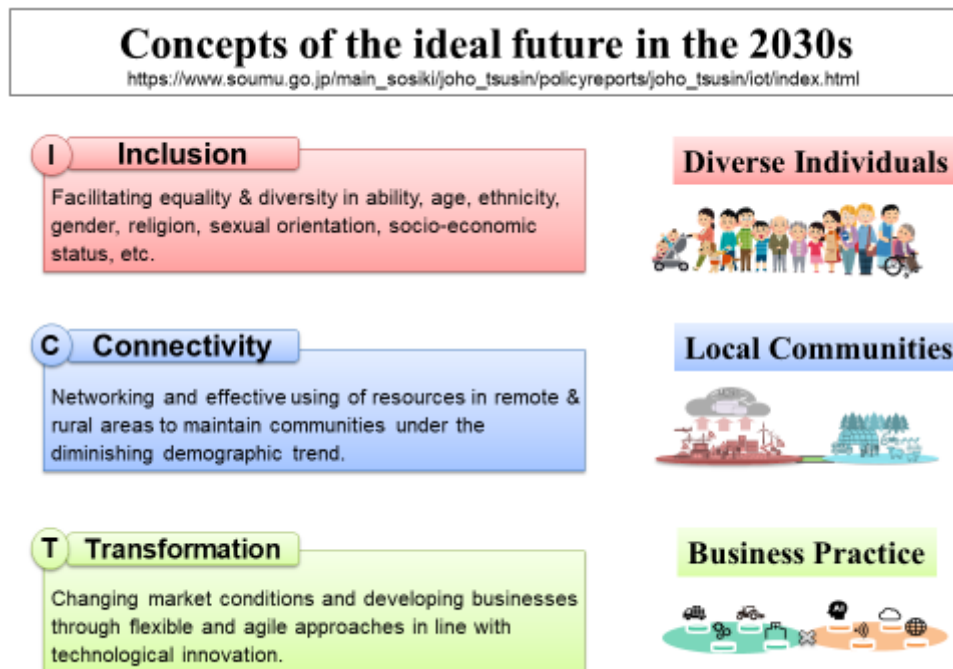 Concepts of the ideal future in the 2030s
https://www.soumu.go.jp/main_sosiki/joho_tsusin/policyreports/joho_tsusin/iot/index.html
I Inclusion
Facilitating equality & diversity in ability, age, ethnicity,
gender, religion, sexual orientation, socio-economic
status, etc.
Diverse Individuals
C Connectivity
Networking and effective using of resources in remote &
rural areas to maintain communities under the
diminishing demographic trend.
Local Communities
T Transformation
Changing market conditions and developing businesses
through flexible and agile approaches in line with
technological innovation.
Business Practice
AI